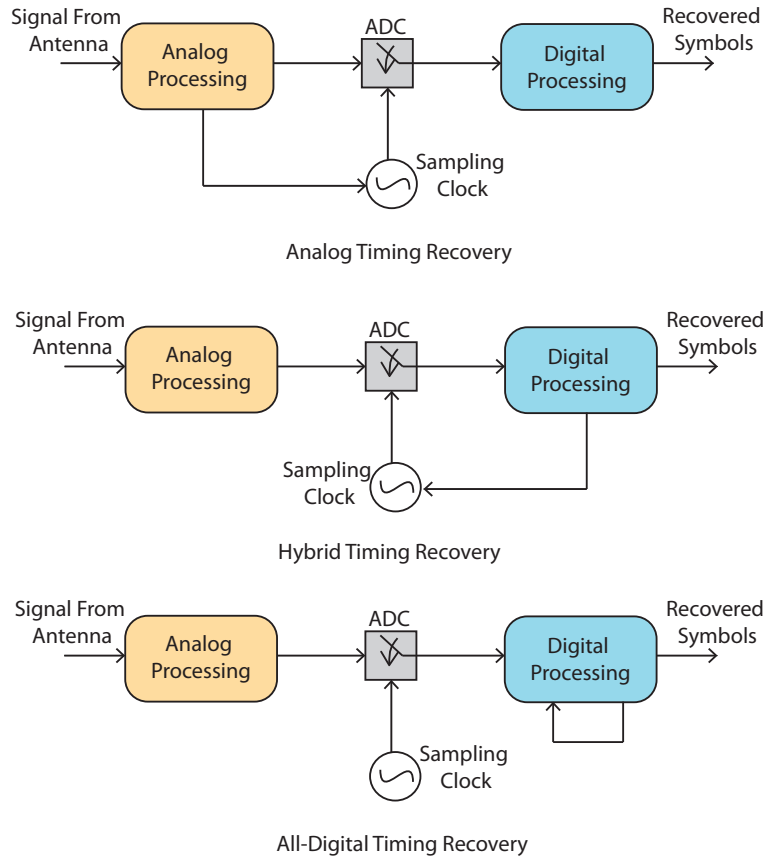 Signal From
Antenna
Analog
Processing
ADC
Digital
Processing
Recovered
Symbols
Sampling
Clock
Analog Timing Recovery
Signal From
Antenna
Analog
Processing
ADC
Digital
Processing
Recovered
Symbols
Sampling
Clock
Hybrid Timing Recovery
Signal From
Antenna
Analog
Processing
ADC
Digital
Processing
Recovered
Symbols
Sampling
Clock
All-Digital Timing Recovery